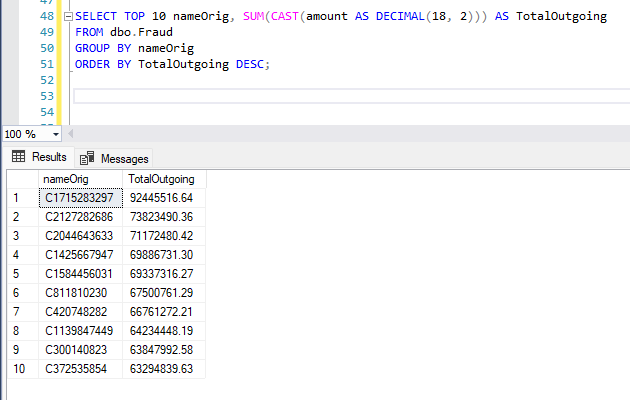 47
48 SELECT TOP 10 nameOrig, SUM(CAST(amount AS DECIMAL(18, 2))) AS TotalOutgoing
49 FROM dbo.Fraud
50 GROUP BY nameOrig
51 ORDER BY TotalOutgoing DESC;
52
53
54
100 %
Results Messages
nameOrig TotalOutgoing
1 C1715283297 92445516.64
2 C2127282686 73823490.36
3 C2044643633 71172480.42
4 C1425667947 69886731.30
5 C1584456031 69337316.27
6 C811810230 67500761.29
7 C420748282 66761272.21
8 C1139847449 64234448.19
9 C300140823 63847992.58
10 C372535854 63294839.63